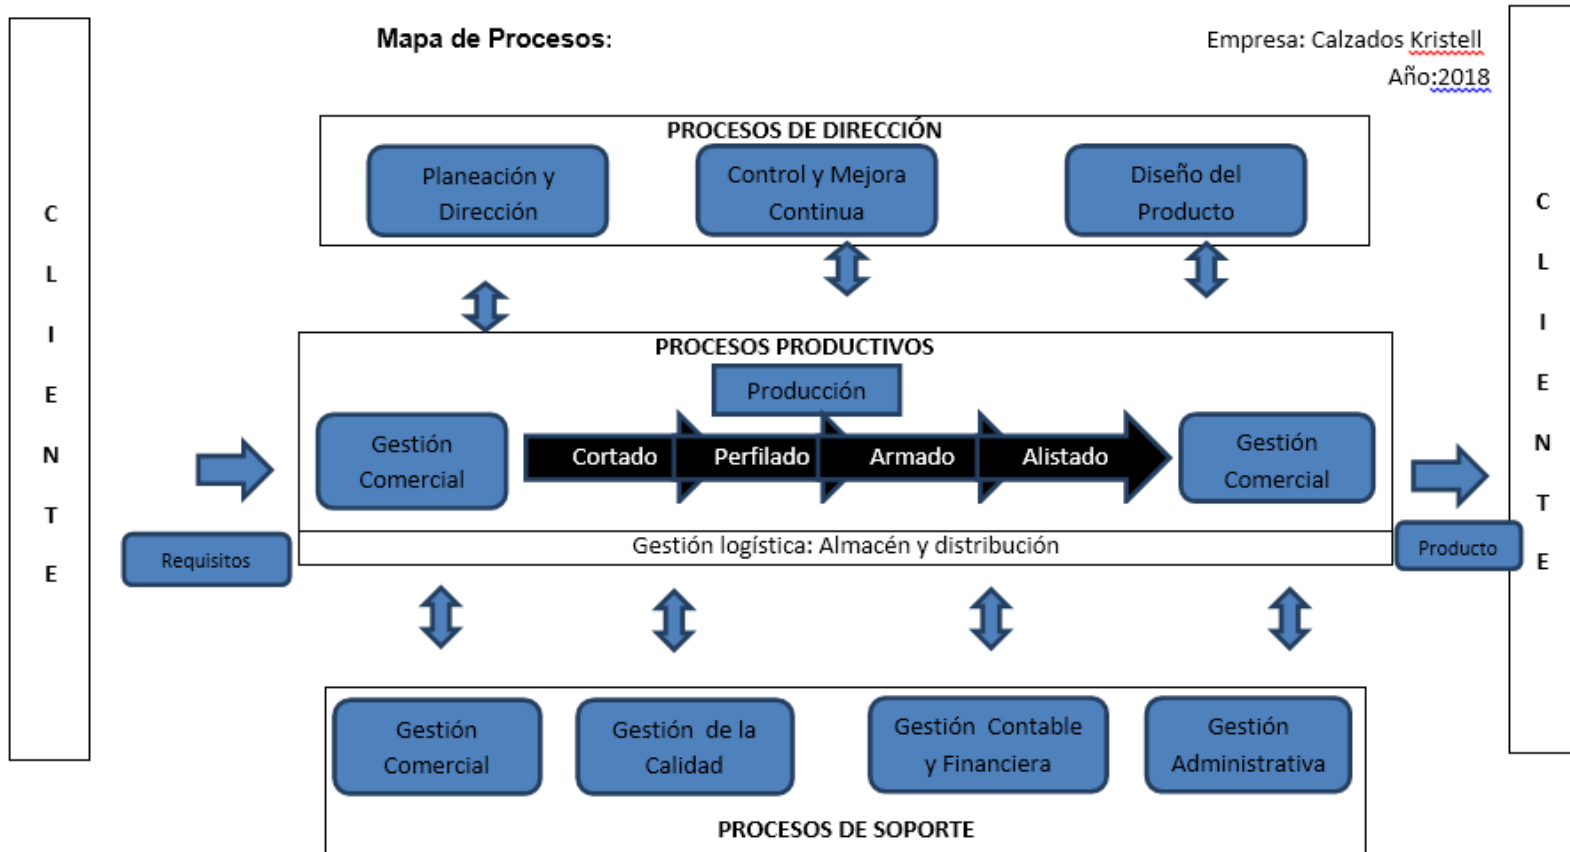 Mapa de Procesos:
Empresa: Calzados Kristell
Año:2018
C
L
I
E
N
T
E
PROCESOS DE DIRECCIÓN
Planeación y
Dirección
Control y Mejora
Continua
Diseño del
Producto
PROCESOS PRODUCTIVOS
Producción
Gestión
Comercial
Cortado
Perfilado
Armado
Alistado
Gestión
Comercial
Gestión logística: Almacén y distribución
Requisitos
Producto
Gestión
Comercial
Gestión de la
Calidad
Gestión Contable
y Financiera
Gestión
Administrativa
PROCESOS DE SOPORTE
C
L
I
E
N
T
E